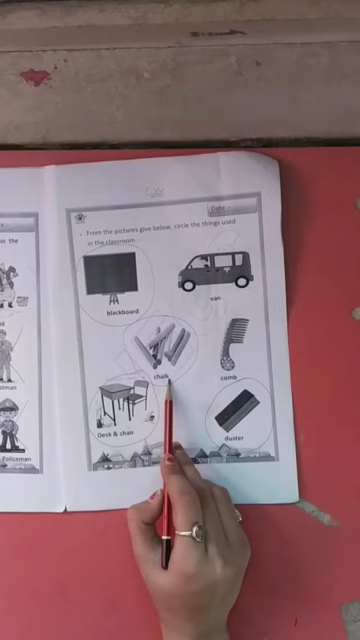 Date
From the pictures give below, circle the things used
in the classroom
blackboard
van
chalk
comb
Desk & chair
duster
Policeman